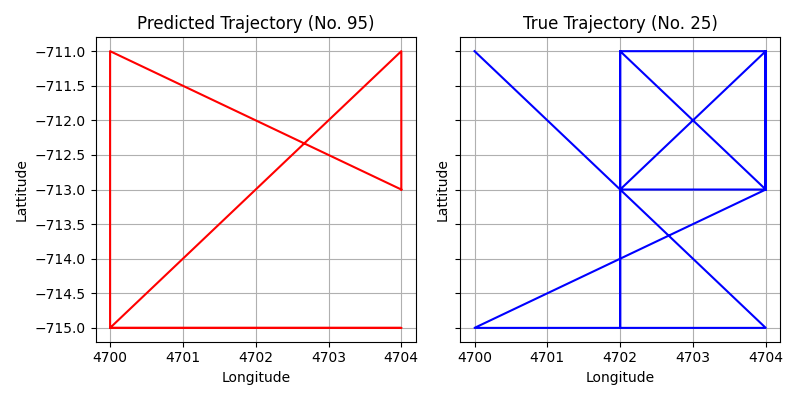 Predicted Trajectory (No. 95)
True Trajectory (No. 25)
−711.0
−711.5
−712.0
−712.5
−713.0
−713.5
−714.0
−714.5
−715.0
Lattitude
Lattitude
4700 4701 4702 4703 4704
4700 4701 4702 4703 4704
Longitude
Longitude